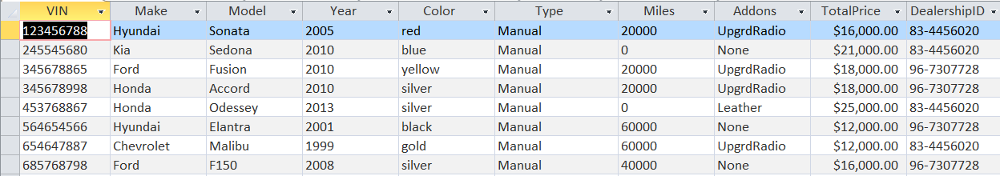 VIN Make Model Year Color Type Miles Addons TotalPrice DealershipID
123456788 Hyundai Sonata 2005 red Manual 20000 UpgrdRadio $16,000.00 83-4456020
245545680 Kia Sedona 2010 blue Manual 0 None $21,000.00 83-4456020
345678865 Ford Fusion 2010 yellow Manual 20000 UpgrdRadio $18,000.00 96-7307728
345678998 Honda Accord 2010 silver Manual 20000 UpgrdRadio $18,000.00 96-7307728
453768867 Honda Odessey 2013 silver Manual 0 Leather $25,000.00 83-4456020
564654566 Hyundai Elantra 2001 black Manual 60000 None $12,000.00 96-7307728
654647887 Chevrolet Malibu 1999 gold Manual 60000 UpgrdRadio $12,000.00 83-4456020
685768798 Ford F150 2008 silver Manual 40000 None $16,000.00 96-7307728